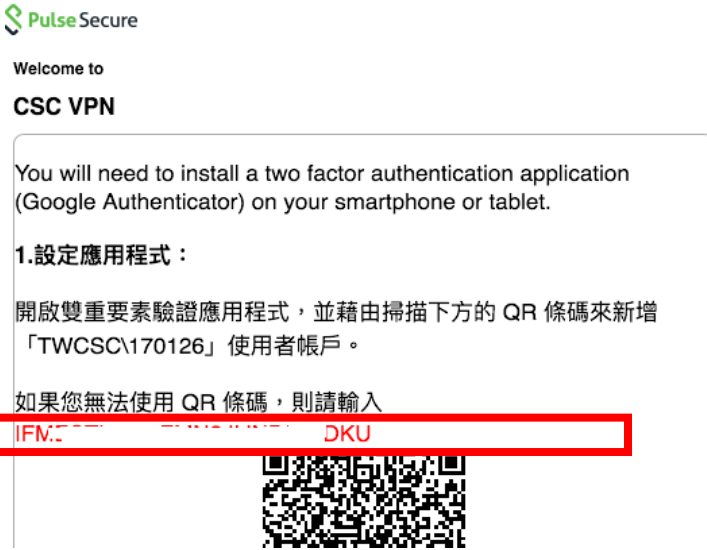 Pulse Secure
Welcome to
CSC VPN
You will need to install a two factor authentication application
(Google Authenticator) on your smartphone or tablet.
1.設定應用程式：
開啟雙重要素驗證應用程式，並藉由掃描下方的 QR 條碼來新增
「TWCSC\170126」使用者帳戶。
如果您無法使用 QR 條碼，則請輸入